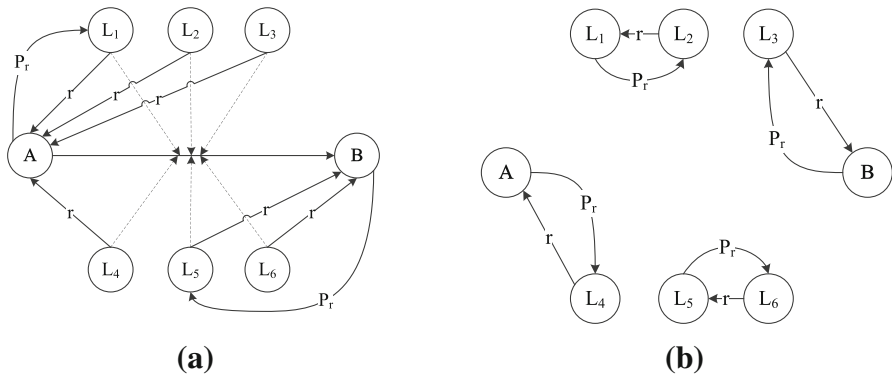 L1 L2 L3
Pr
r r r
A B
r r r
L4 L5 L6
Pr
(a)
L1 r L2 L3
Pr
r
Pr
A B
Pr
r
Pr
L4 L5 r L6
(b)